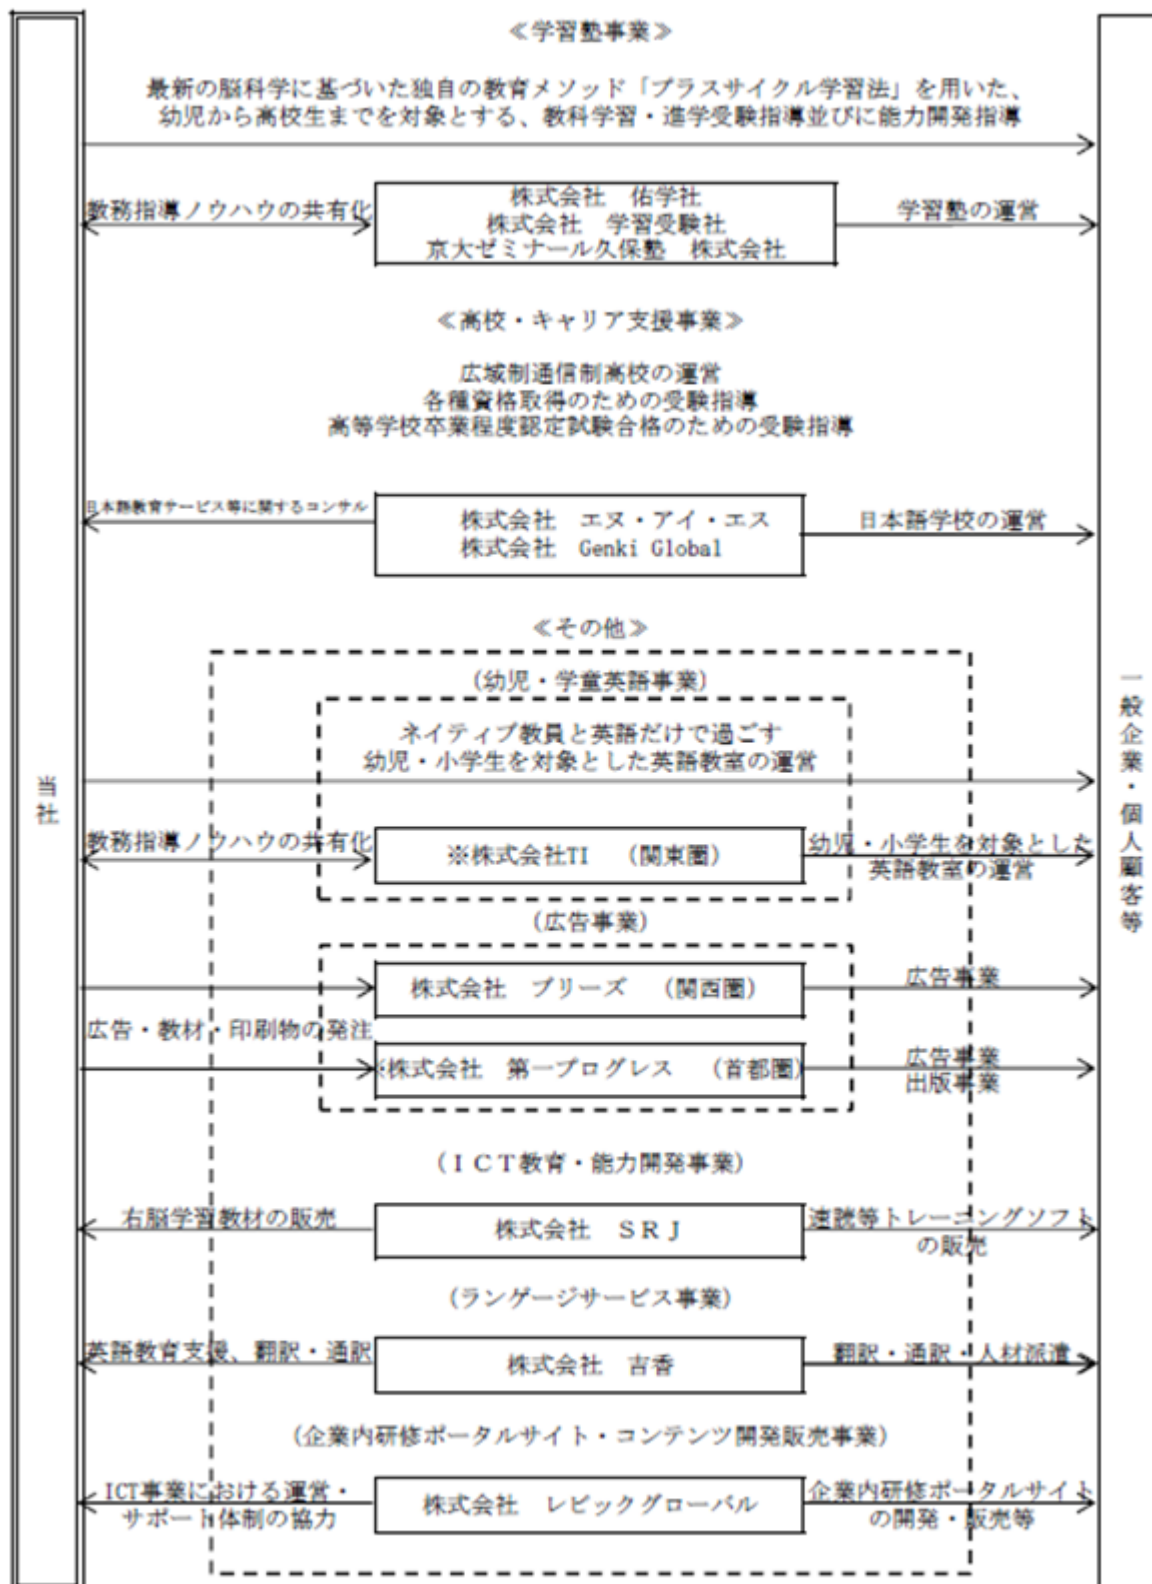 ≪学習塾事業≫
最新の脳科学に基づいた独自の教育メソッド「プラスサイクル学習法」を用いた、
幼児から高校生までを対象とする、教科学習・進学受験指導並びに能力開発指導
教務指導ノウハウの共有化
株式会社 佑学社
株式会社 学習受験社
京大ゼミナール久保塾 株式会社
学習塾の運営
≪高校・キャリア支援事業≫
広域制通信制高校の運営
各種資格取得のための受験指導
高等学校卒業程度認定試験合格のための受験指導
日本語教育サービス等に関するコンサル
株式会社 エヌ・アイ・エス
株式会社 Genki Global
日本語学校の運営
≪その他≫
(幼児・学童英語事業)
ネイティブ教員と英語だけで過ごす
幼児・小学生を対象とした英語教室の運営
当社
一般企業・個人顧客等
教務指導ノウハウの共有化
※株式会社TI (関東圏)
幼児・小学生を対象とした
英語教室の運営
(広告事業)
株式会社 ブリーズ (関西圏)
広告事業
広告・教材・印刷物の発注
※株式会社 第一プログレス (首都圏)
広告事業
出版事業
(ICT教育・能力開発事業)
右脳学習教材の販売
株式会社 SRJ
速読等トレーニングソフト
の販売
(ランゲージサービス事業)
英語教育支援、翻訳・通訳
株式会社 吉香
翻訳・通訳・人材派遣
(企業内研修ポータルサイト・コンテンツ開発販売事業)
ICT事業における運営・
サポート体制の協力
株式会社 レビックグローバル
企業内研修ポータルサイト
の開発・販売等